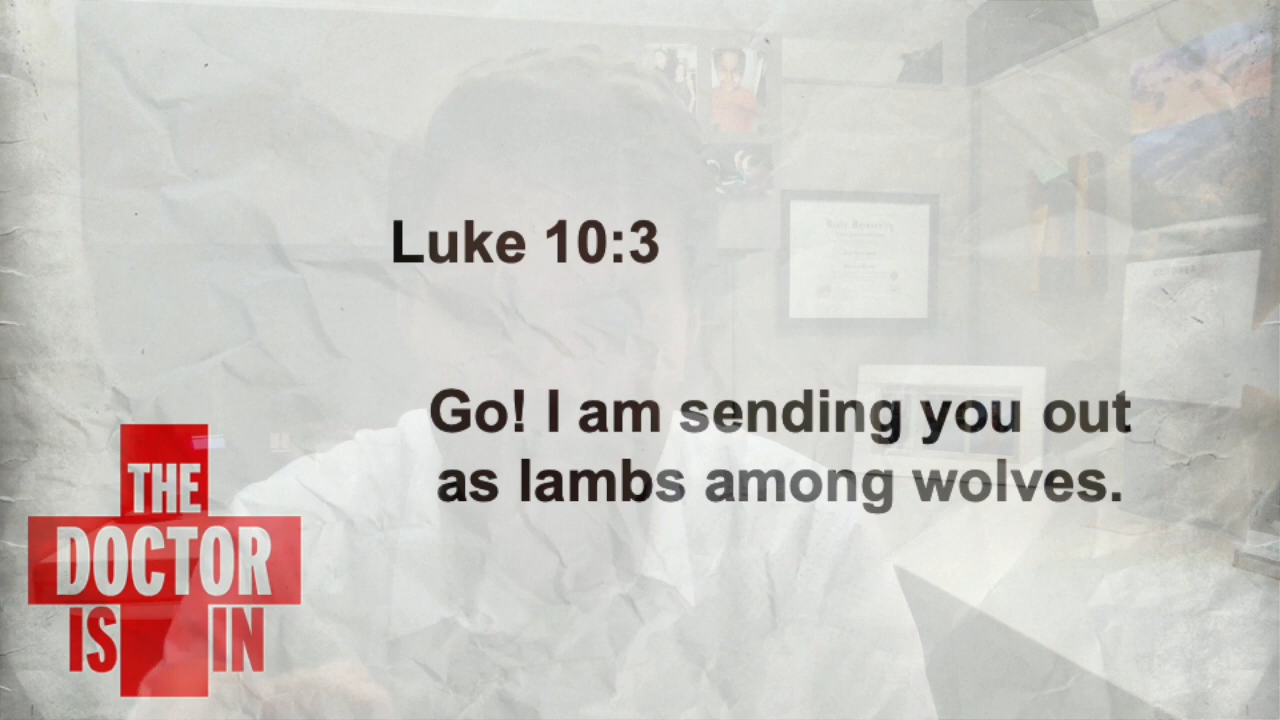 Luke 10:3
Go! I am sending you out
as lambs among wolves.
THE
DOCTOR
IS IN